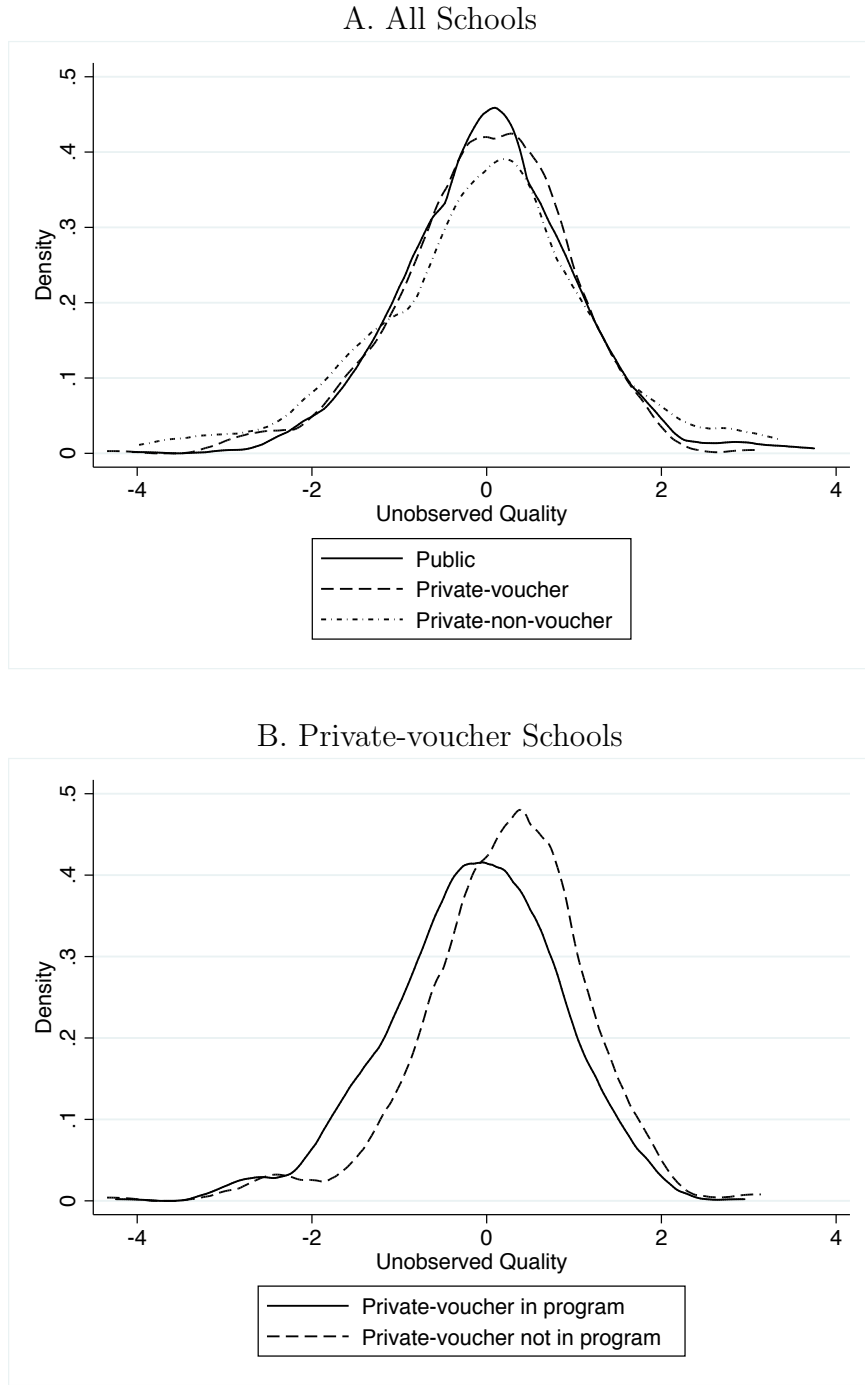 A. All Schools
.5
.4
.3
.2
.1
0
Density
-4 -2 0 2 4
Unobserved Quality
Public
Private-voucher
Private-non-voucher
B. Private-voucher Schools
.5
.4
.3
.2
.1
0
Density
-4 -2 0 2 4
Unobserved Quality
Private-voucher in program
Private-voucher not in program